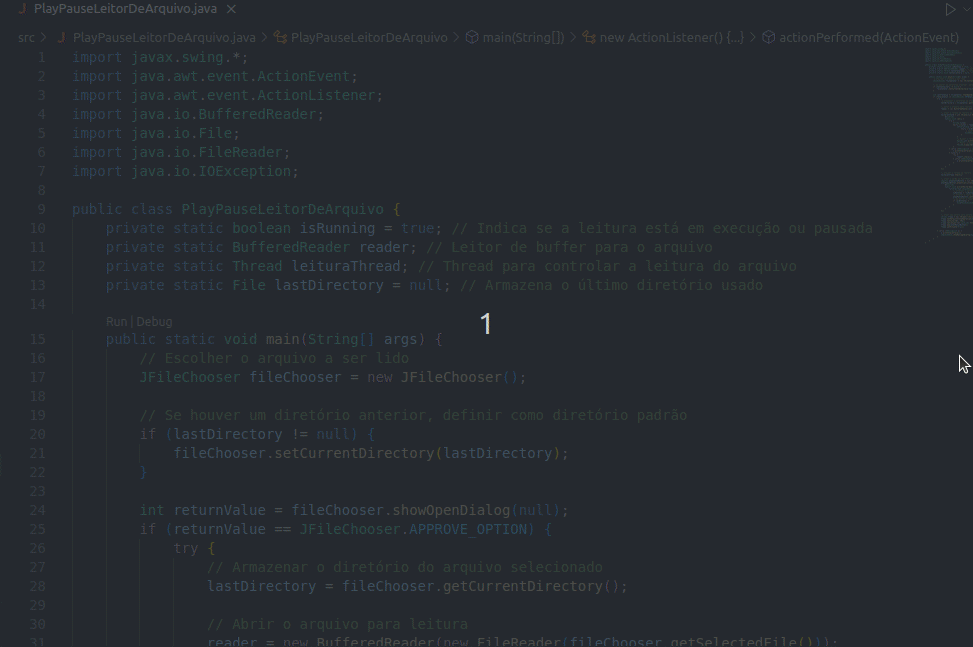 PlayPauseLeitorDeArquivo.java
src > PlayPauseLeitorDeArquivo.java > PlayPauseLeitorDeArquivo > main(String[]) > new ActionListener() {...} > actionPerformed(ActionEvent)
1 import javax.swing.*;
2 import java.awt.event.ActionEvent;
3 import java.awt.event.ActionListener;
4 import java.io.BufferedReader;
5 import java.io.File;
6 import java.io.FileReader;
7 import java.io.IOException;
8
9 public class PlayPauseLeitorDeArquivo {
10 private static boolean isRunning = true; // Indica se a leitura está em execução ou pausada
11 private static BufferedReader reader; // Leitor de buffer para o arquivo
12 private static Thread leituraThread; // Thread para controlar a leitura do arquivo
13 private static File lastDirectory = null; // Armazena o último diretório usado
14
Run | Debug
1
15 public static void main(String[] args) {
16 // Escolher o arquivo a ser lido
17 JFileChooser fileChooser = new JFileChooser();
18
19 // Se houver um diretório anterior, definir como diretório padrão
20 if (lastDirectory != null) {
21 fileChooser.setCurrentDirectory(lastDirectory);
22 }
23
24 int returnValue = fileChooser.showOpenDialog(null);
25 if (returnValue == JFileChooser.APPROVE_OPTION) {
26 try {
27 // Armazenar o diretório do arquivo selecionado
28 lastDirectory = fileChooser.getCurrentDirectory();
29
30 // Abrir o arquivo para leitura
31 reader = new BufferedReader(new FileReader(fileChooser.getSelectedFile()));